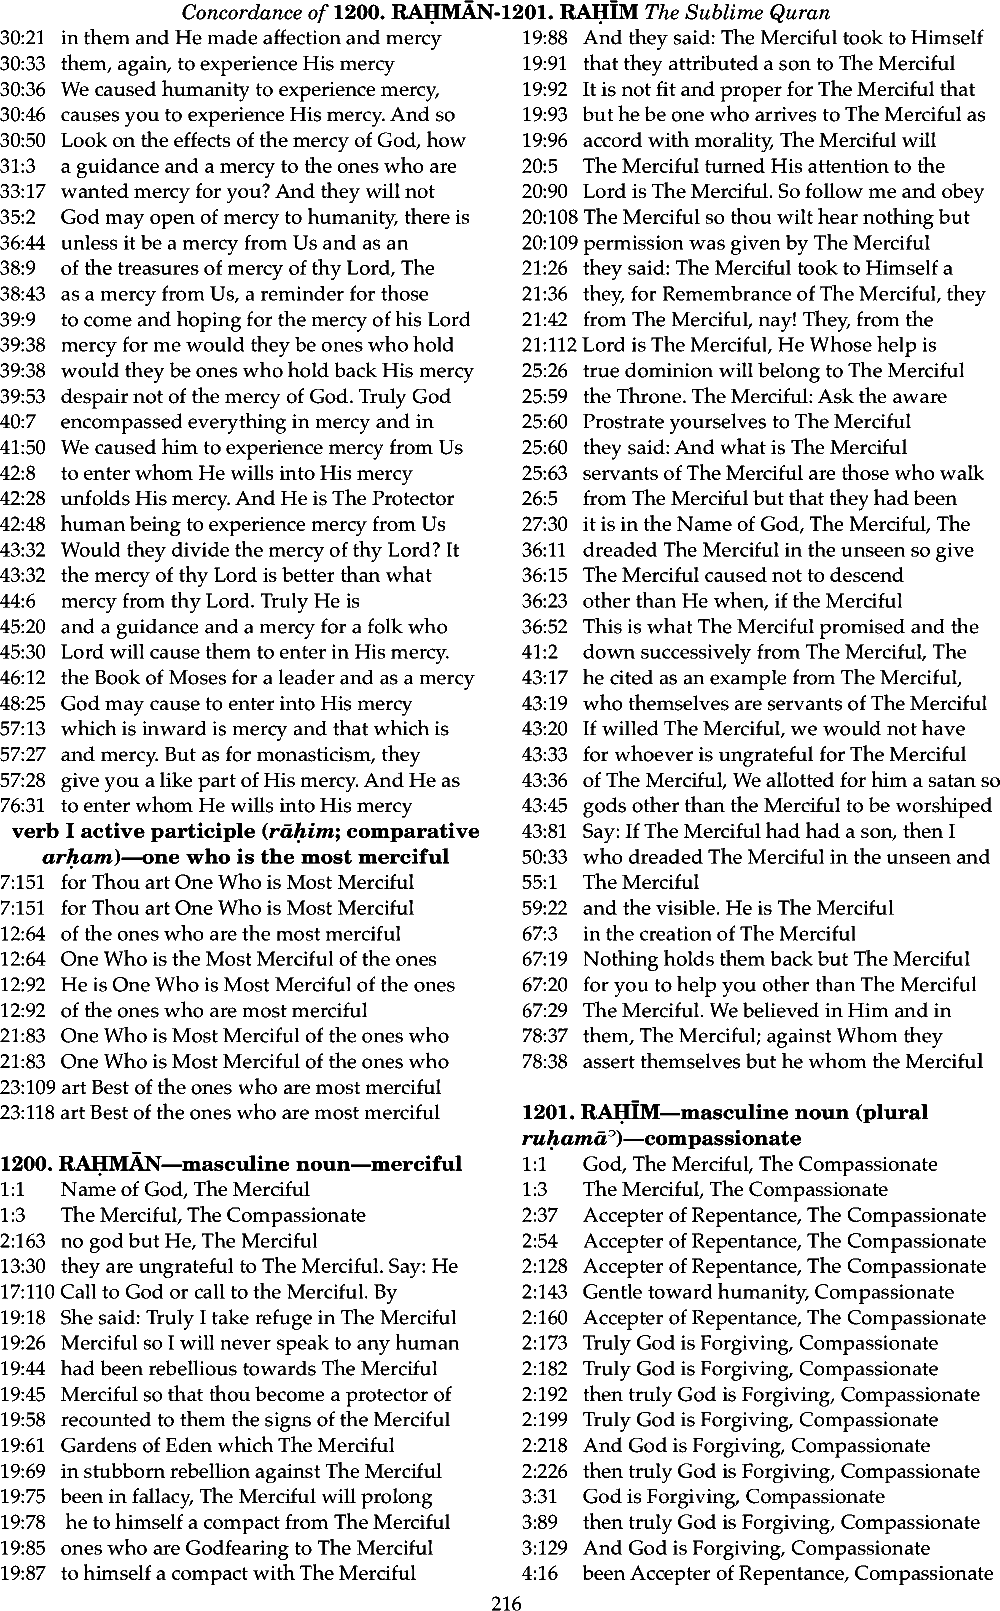 Concordance of 1200. RAḤMĀN-1201. RAḤĪM The Sublime Quran
30:21 in them and He made affection and mercy
30:33 them, again, to experience His mercy
30:36 We caused humanity to experience mercy,
30:46 causes you to experience His mercy. And so
30:50 Look on the effects of the mercy of God, how
31:3 a guidance and a mercy to the ones who are
33:17 wanted mercy for you? And they will not
35:2 God may open of mercy to humanity, there is
36:44 unless it be a mercy from Us and as an
38:9 of the treasures of mercy of thy Lord, The
38:43 as a mercy from Us, a reminder for those
39:9 to come and hoping for the mercy of his Lord
39:38 mercy for me would they be ones who hold
39:38 would they be ones who hold back His mercy
39:53 despair not of the mercy of God. Truly God
40:7 encompassed everything in mercy and in
41:50 We caused him to experience mercy from Us
42:8 to enter whom He wills into His mercy
42:28 unfolds His mercy. And He is The Protector
42:48 human being to experience mercy from Us
43:32 Would they divide the mercy of thy Lord? It
43:32 the mercy of thy Lord is better than what
44:6 mercy from thy Lord. Truly He is
45:20 and a guidance and a mercy for a folk who
45:30 Lord will cause them to enter in His mercy.
46:12 the Book of Moses for a leader and as a mercy
48:25 God may cause to enter into His mercy
57:13 which is inward is mercy and that which is
57:27 and mercy. But as for monasticism, they
57:28 give you a like part of His mercy. And He as
76:31 to enter whom He wills into His mercy
verb I active participle (rāḥim; comparative
arḥam)—one who is the most merciful
7:151 for Thou art One Who is Most Merciful
7:151 for Thou art One Who is Most Merciful
12:64 of the ones who are the most merciful
12:64 One Who is the Most Merciful of the ones
12:92 He is One Who is Most Merciful of the ones
12:92 of the ones who are most merciful
21:83 One Who is Most Merciful of the ones who
21:83 One Who is Most Merciful of the ones who
23:109 art Best of the ones who are most merciful
23:118 art Best of the ones who are most merciful
1200. RAḤMĀN—masculine noun—merciful
1:1 Name of God, The Merciful
1:3 The Merciful, The Compassionate
2:163 no god but He, The Merciful
13:30 they are ungrateful to The Merciful. Say: He
17:110 Call to God or call to the Merciful. By
19:18 She said: Truly I take refuge in The Merciful
19:26 Merciful so I will never speak to any human
19:44 had been rebellious towards The Merciful
19:45 Merciful so that thou become a protector of
19:58 recounted to them the signs of the Merciful
19:61 Gardens of Eden which The Merciful
19:69 in stubborn rebellion against The Merciful
19:75 been in fallacy, The Merciful will prolong
19:78 he to himself a compact from The Merciful
19:85 ones who are Godfearing to The Merciful
19:87 to himself a compact with The Merciful
19:88 And they said: The Merciful took to Himself
19:91 that they attributed a son to The Merciful
19:92 It is not fit and proper for The Merciful that
19:93 but he be one who arrives to The Merciful as
19:96 accord with morality, The Merciful will
20:5 The Merciful turned His attention to the
20:90 Lord is The Merciful. So follow me and obey
20:108 The Merciful so thou wilt hear nothing but
20:109 permission was given by The Merciful
21:26 they said: The Merciful took to Himself a
21:36 they, for Remembrance of The Merciful, they
21:42 from The Merciful, nay! They, from the
21:112 Lord is The Merciful, He Whose help is
25:26 true dominion will belong to The Merciful
25:59 the Throne. The Merciful: Ask the aware
25:60 Prostrate yourselves to The Merciful
25:60 they said: And what is The Merciful
25:63 servants of The Merciful are those who walk
26:5 from The Merciful but that they had been
27:30 it is in the Name of God, The Merciful, The
36:11 dreaded The Merciful in the unseen so give
36:15 The Merciful caused not to descend
36:23 other than He when, if the Merciful
36:52 This is what The Merciful promised and the
41:2 down successively from The Merciful, The
43:17 he cited as an example from The Merciful,
43:19 who themselves are servants of The Merciful
43:20 If willed The Merciful, we would not have
43:33 for whoever is ungrateful for The Merciful
43:36 of The Merciful, We allotted for him a satan so
43:45 gods other than the Merciful to be worshiped
43:81 Say: If The Merciful had had a son, then I
50:33 who dreaded The Merciful in the unseen and
55:1 The Merciful
59:22 and the visible. He is The Merciful
67:3 in the creation of The Merciful
67:19 Nothing holds them back but The Merciful
67:20 for you to help you other than The Merciful
67:29 The Merciful. We believed in Him and in
78:37 them, The Merciful; against Whom they
78:38 assert themselves but he whom the Merciful
1201. RAḤĪM—masculine noun (plural
ruḥamāʾ)—compassionate
1:1 God, The Merciful, The Compassionate
1:3 The Merciful, The Compassionate
2:37 Accepter of Repentance, The Compassionate
2:54 Accepter of Repentance, The Compassionate
2:128 Accepter of Repentance, The Compassionate
2:143 Gentle toward humanity, Compassionate
2:160 Accepter of Repentance, The Compassionate
2:173 Truly God is Forgiving, Compassionate
2:182 Truly God is Forgiving, Compassionate
2:192 then truly God is Forgiving, Compassionate
2:199 Truly God is Forgiving, Compassionate
2:218 And God is Forgiving, Compassionate
2:226 then truly God is Forgiving, Compassionate
3:31 God is Forgiving, Compassionate
3:89 then truly God is Forgiving, Compassionate
3:129 And God is Forgiving, Compassionate
4:16 been Accepter of Repentance, Compassionate
216